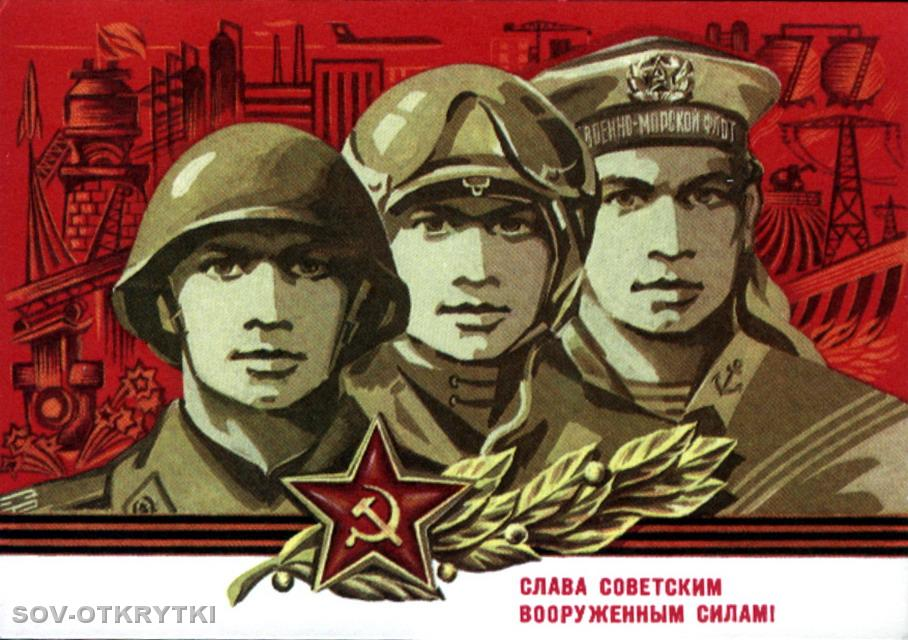 ВОЕННО-МОРСКОЙ ФЛОТ
СЛАВА СОВЕТСКИМ
ВООРУЖЕННЫМ СИЛАМ!
SOV-OTKRYTKI